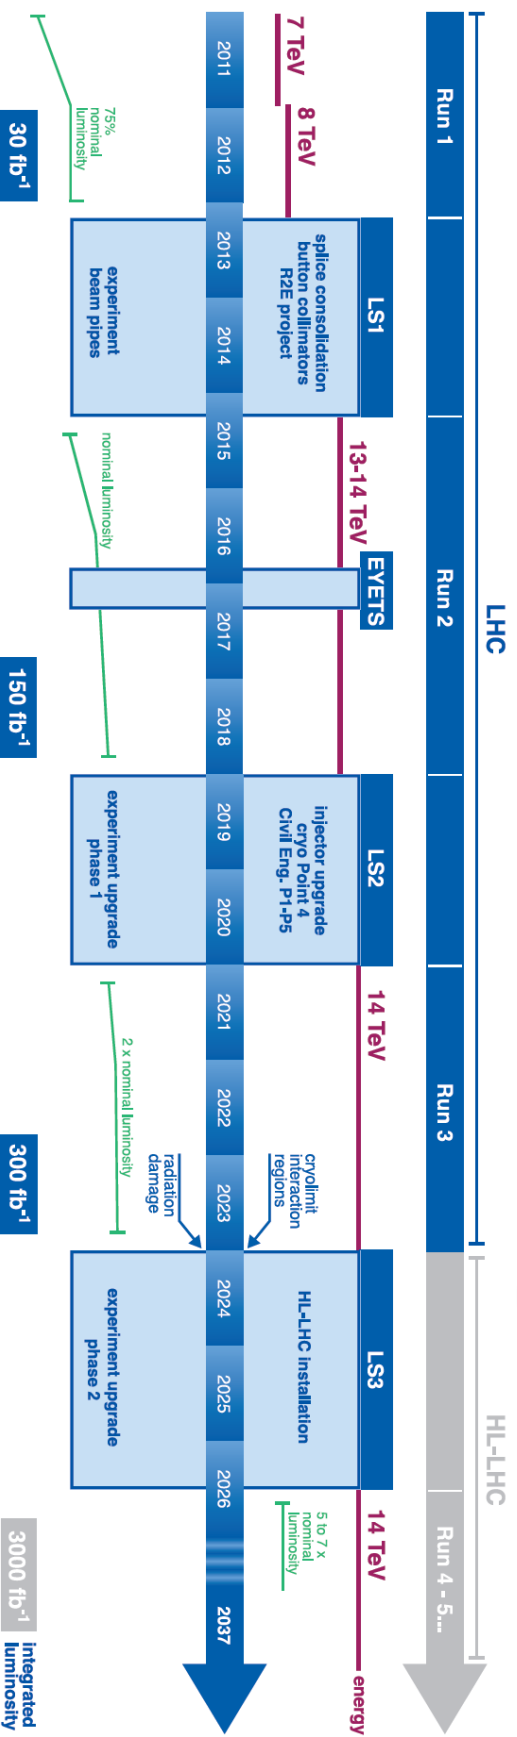 LHC
HL-LHC
Run 1
Run 2
Run 3
Run 4 - 5...
LS1
EYETS
LS2
LS3
7 TeV
8 TeV
13-14 TeV
14 TeV
14 TeV
energy
splice consolidation
button collimators
R2E project
injector upgrade
cryo Point 4
Civil Eng. P1-P5
cryolimit
interaction
regions
HL-LHC installation
5 to 7 x
nominal
luminosity
2011
2012
2013
2014
2015
2016
2017
2018
2019
2020
2021
2022
2023
2024
2025
2026
2037
75%
nominal
luminosity
experiment
beam pipes
nominal luminosity
experiment upgrade
phase 1
2 x nominal luminosity
radiation
damage
experiment upgrade
phase 2
30 fb⁻¹
150 fb⁻¹
300 fb⁻¹
3000 fb⁻¹
integrated
luminosity